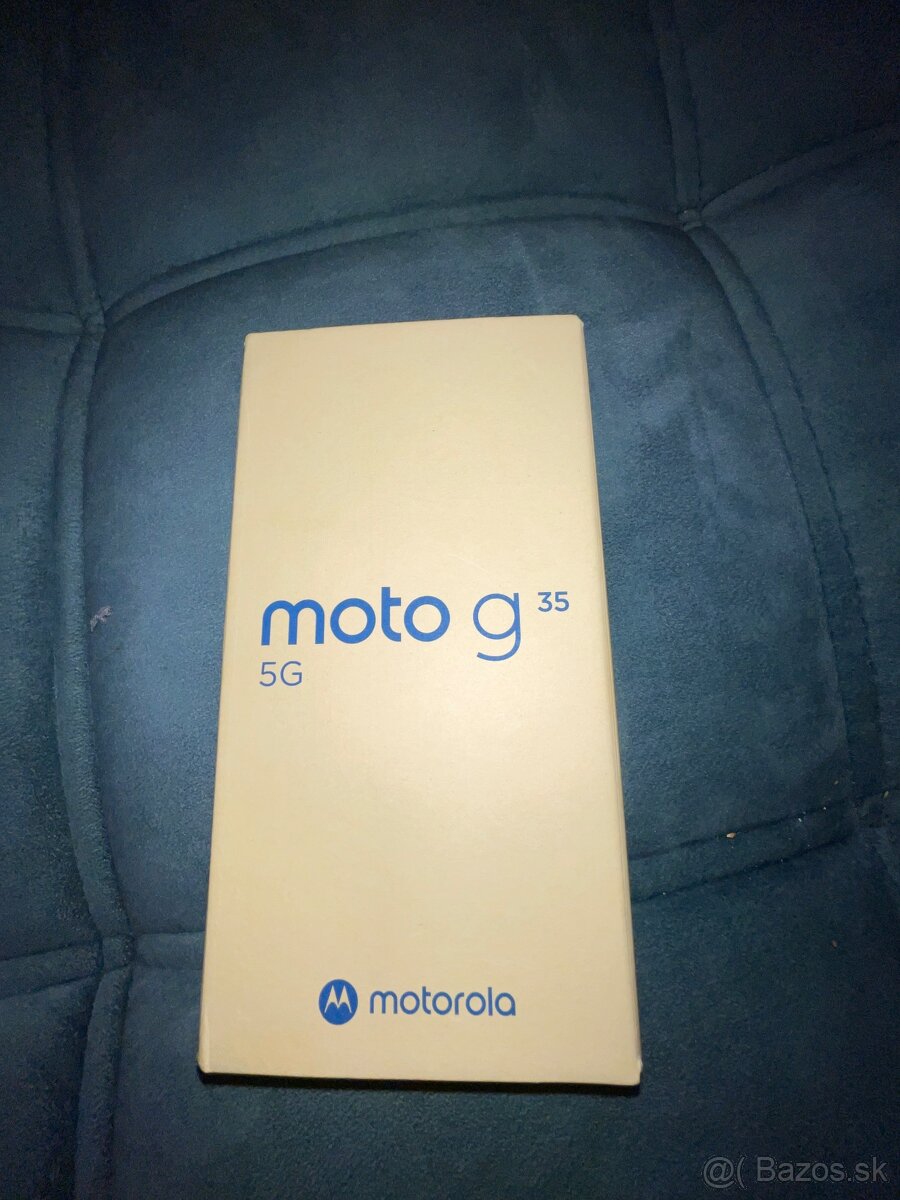 moto g 35
5G
motorola
@( Bazos.sk